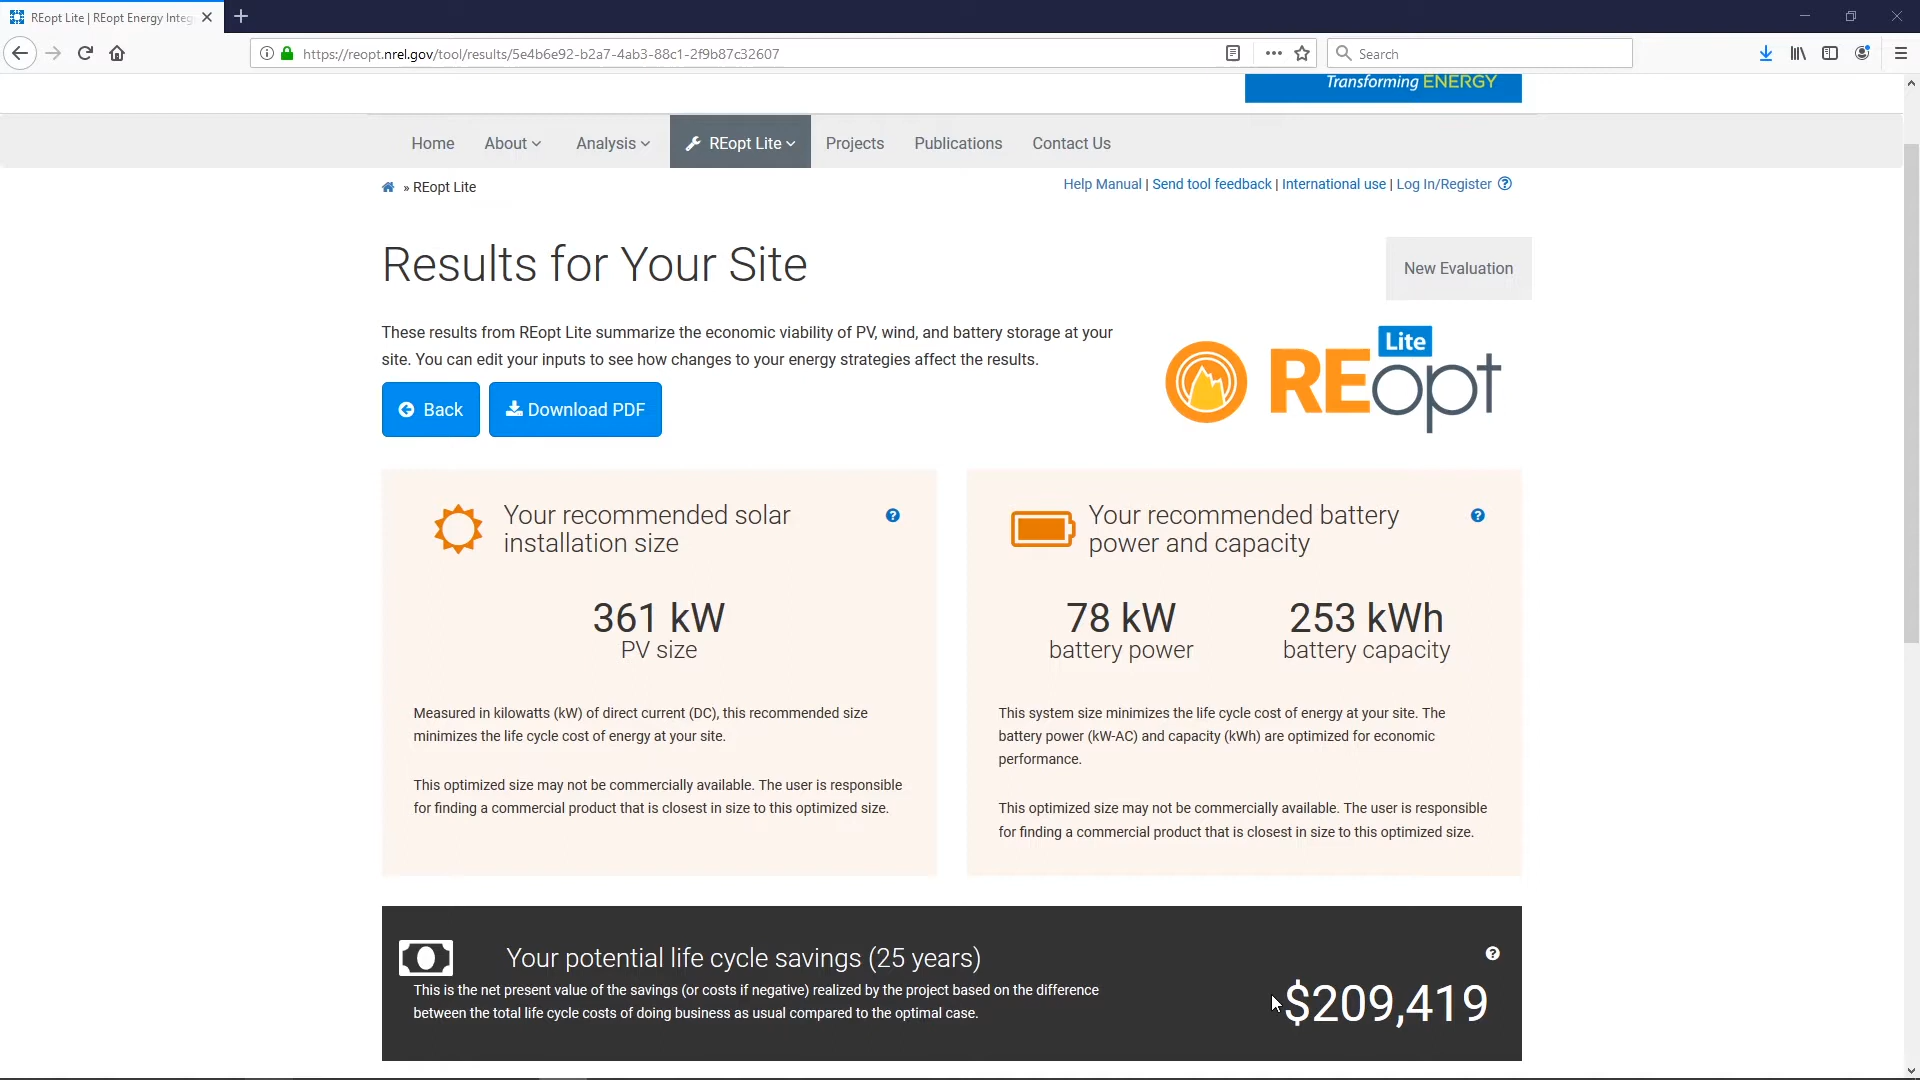 REopt Lite | REopt Energy Integ
https://reopt.nrel.gov/tool/results/5e4b6e92-b2a7-4ab3-88c1-2f9b87c32607
Search
Transforming ENERGY
Home About Analysis REopt Lite Projects Publications Contact Us
» REopt Lite
Help Manual | Send tool feedback | International use | Log In/Register
Results for Your Site
New Evaluation
These results from REopt Lite summarize the economic viability of PV, wind, and battery storage at your
site. You can edit your inputs to see how changes to your energy strategies affect the results.
Back
Download PDF
Lite
REopt
Your recommended solar
installation size
361 kW
PV size
Measured in kilowatts (kW) of direct current (DC), this recommended size
minimizes the life cycle cost of energy at your site.
This optimized size may not be commercially available. The user is responsible
for finding a commercial product that is closest in size to this optimized size.
Your recommended battery
power and capacity
78 kW
battery power
253 kWh
battery capacity
This system size minimizes the life cycle cost of energy at your site. The
battery power (kW-AC) and capacity (kWh) are optimized for economic
performance.
This optimized size may not be commercially available. The user is responsible
for finding a commercial product that is closest in size to this optimized size.
Your potential life cycle savings (25 years)
This is the net present value of the savings (or costs if negative) realized by the project based on the difference
between the total life cycle costs of doing business as usual compared to the optimal case.
$209,419